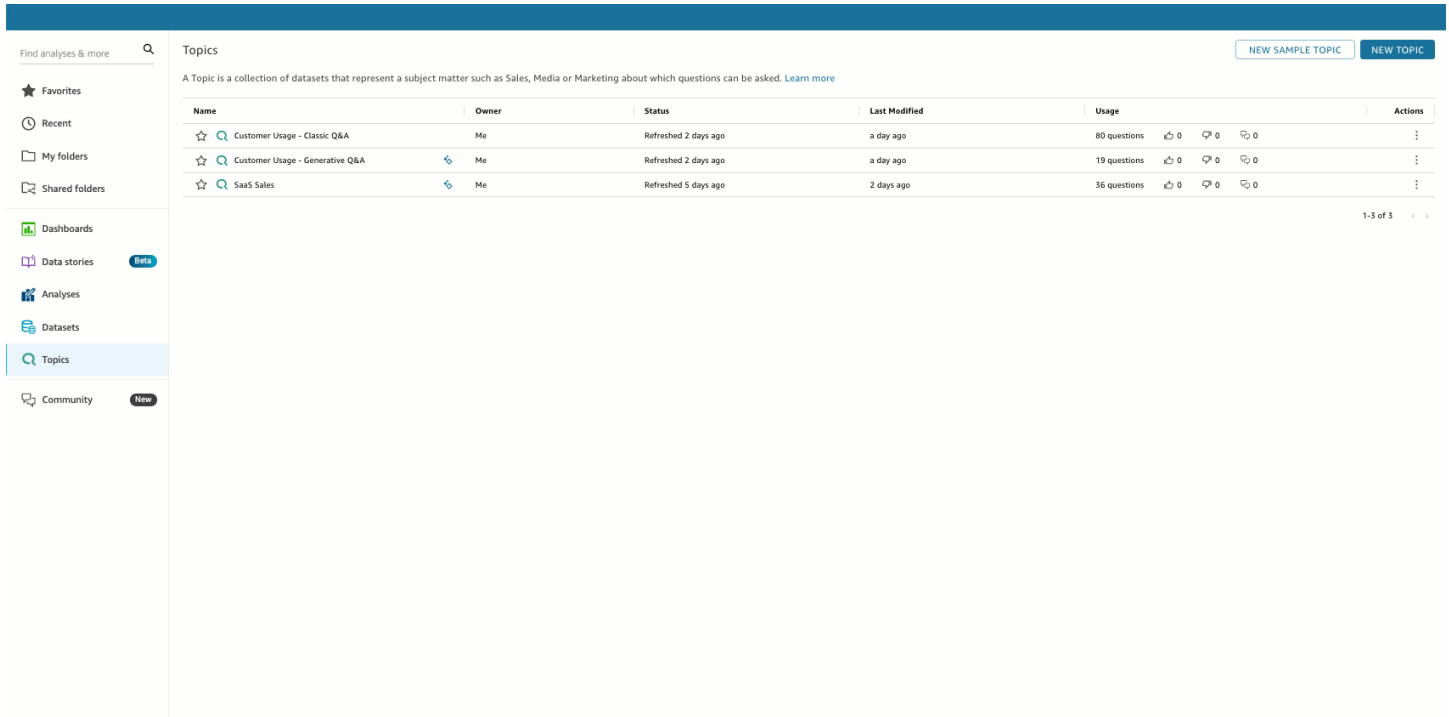 Find analyses & more
Favorites
Recent
My folders
Shared folders
Dashboards
Data stories Beta
Analyses
Datasets
Topics
Community New
Topics
NEW SAMPLE TOPIC NEW TOPIC
A Topic is a collection of datasets that represent a subject matter such as Sales, Media or Marketing about which questions can be asked. Learn more
Name Owner Status Last Modified Usage Actions
Customer Usage - Classic Q&A Me Refreshed 2 days ago a day ago 80 questions 0 0 0
Customer Usage - Generative Q&A Me Refreshed 2 days ago a day ago 19 questions 0 0 0
SaaS Sales Me Refreshed 5 days ago 2 days ago 36 questions 0 0 0
1-3 of 3